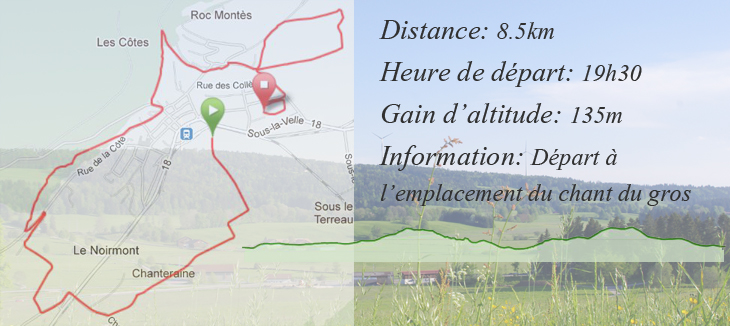 Roc Montès
Les Côtes
Rue des Collè
Sous-la-Velle 18
Rue de la Côte
18
Sous le
Terreau
Le Noirmont
Chanteraine
Distance: 8.5km
Heure de départ: 19h30
Gain d'altitude: 135m
Information: Départ à
l'emplacement du chant du gros